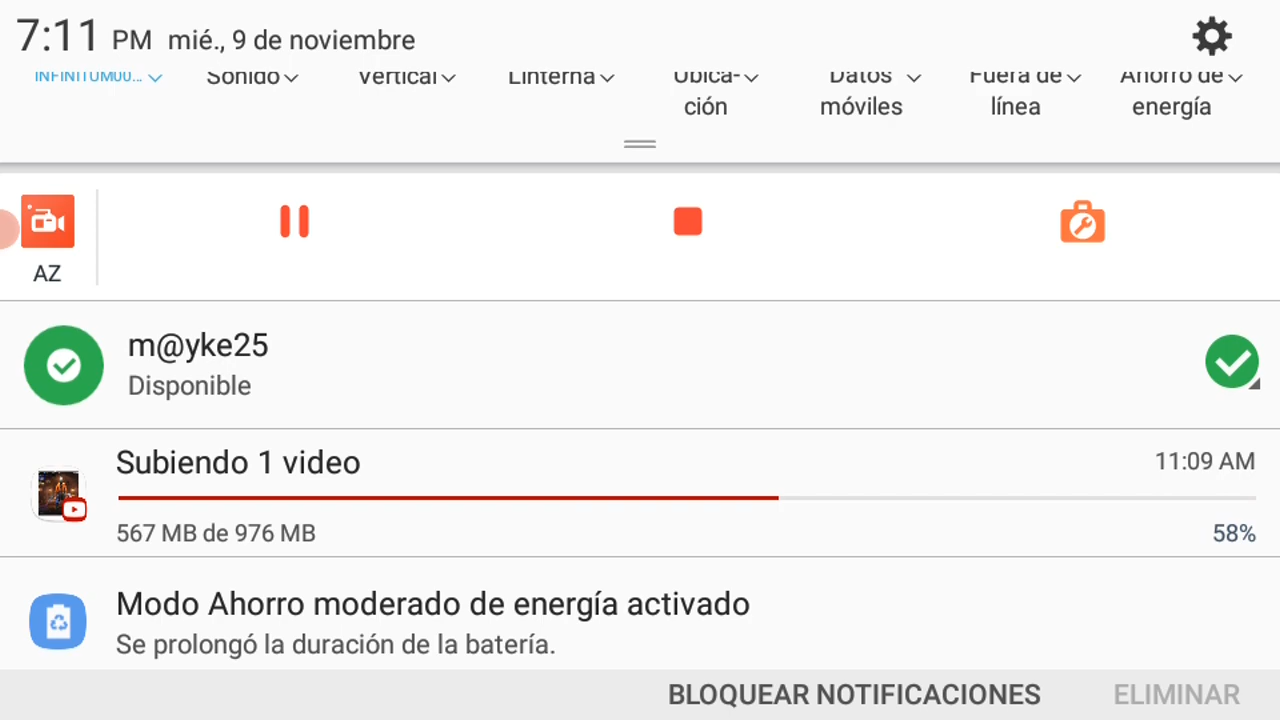 7:11 PM mié., 9 de noviembre
Sonido Vertical Linterna Ubica- Datos Fuera de Ahorro de
ción móviles línea energía
AZ
m@yke25
Disponible
Subiendo 1 video 11:09 AM
567 MB de 976 MB 58%
Modo Ahorro moderado de energía activado
Se prolongó la duración de la batería.
BLOQUEAR NOTIFICACIONES ELIMINAR